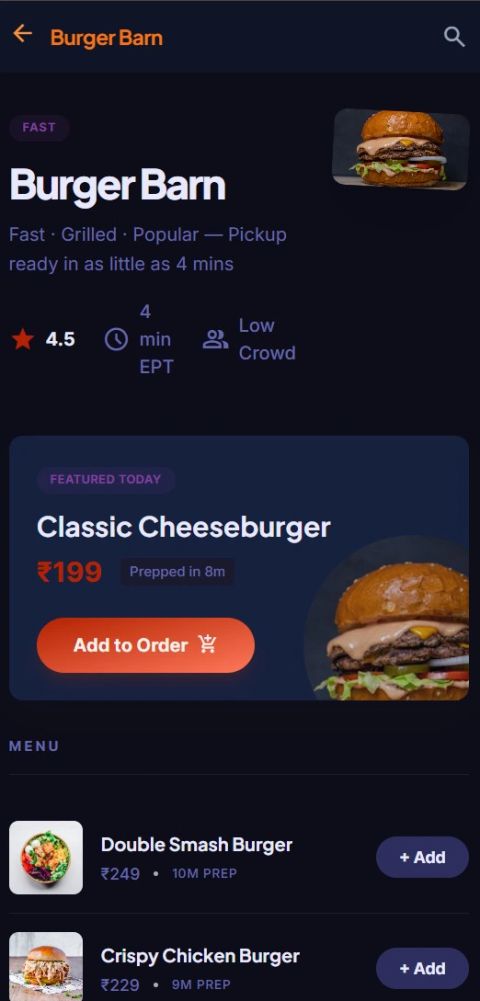 Burger Barn
FAST
Burger Barn
Fast · Grilled · Popular — Pickup
ready in as little as 4 mins
4.5
4
min
EPT
Low
Crowd
FEATURED TODAY
Classic Cheeseburger
₹199
Prepped in 8m
Add to Order
MENU
Double Smash Burger
₹249 • 10M PREP
+ Add
Crispy Chicken Burger
₹229 • 9M PREP
+ Add